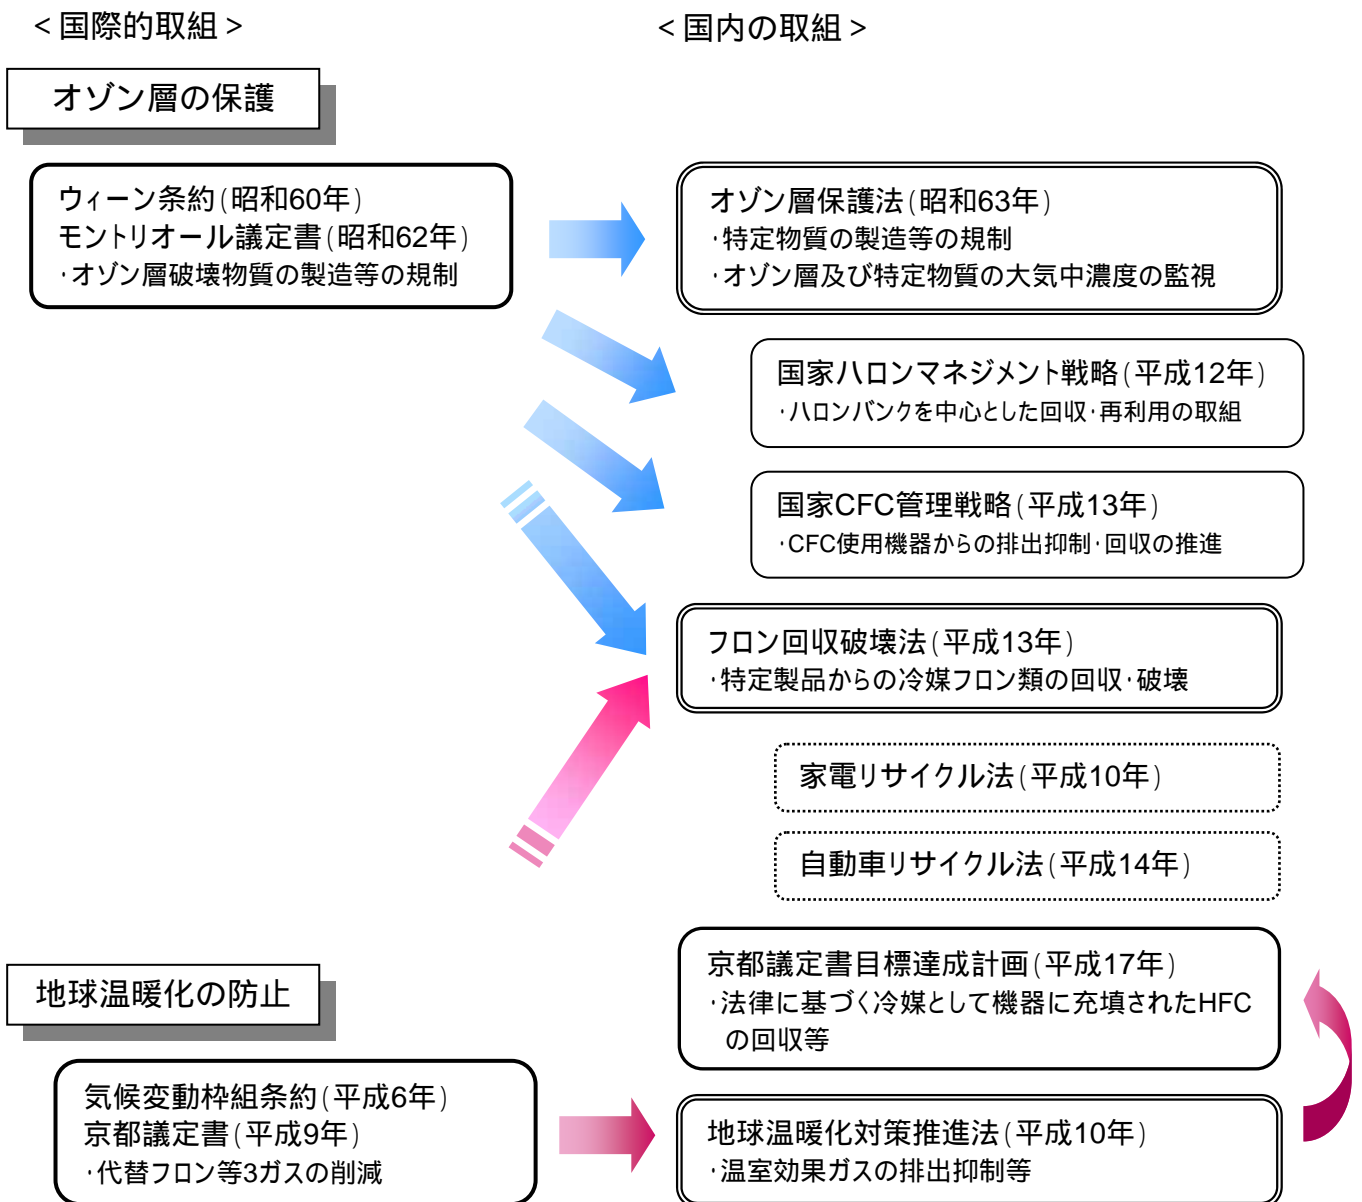 <国際的取組>
<国内の取組>
オゾン層の保護
ウィーン条約(昭和60年)
モントリオール議定書(昭和62年)
・オゾン層破壊物質の製造等の規制
オゾン層保護法(昭和63年)
・特定物質の製造等の規制
・オゾン層及び特定物質の大気中濃度の監視
国家ハロンマネジメント戦略(平成12年)
・ハロンバンクを中心とした回収・再利用の取組
国家CFC管理戦略(平成13年)
・CFC使用機器からの排出抑制・回収の推進
フロン回収破壊法(平成13年)
・特定製品からの冷媒フロン類の回収・破壊
家電リサイクル法(平成10年)
自動車リサイクル法(平成14年)
京都議定書目標達成計画(平成17年)
・法律に基づく冷媒として機器に充填されたHFC
の回収等
地球温暖化の防止
気候変動枠組条約(平成6年)
京都議定書(平成9年)
・代替フロン等3ガスの削減
地球温暖化対策推進法(平成10年)
・温室効果ガスの排出抑制等